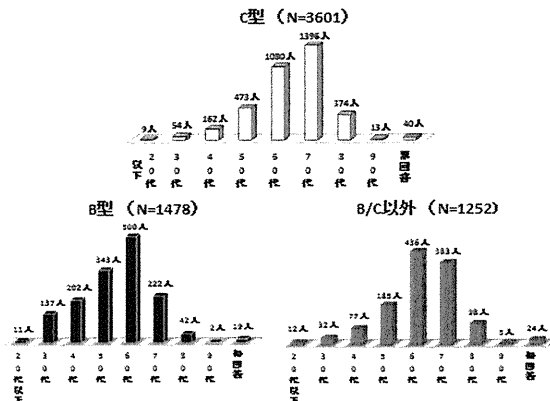 C型 (N=3601)
9人 54人 162人 473人 1080人 1396人 374人 13人 40人
20代以下 30代 40代 50代 60代 70代 80代 90代 無回答
B型 (N=1478)
11人 137人 202人 343人 500人 222人 42人 2人 19人
20代以下 30代 40代 50代 60代 70代 80代 90代 無回答
B/C以外 (N=1252)
12人 32人 77人 185人 436人 383人 98人 5人 24人
20代以下 30代 40代 50代 60代 70代 80代 90代 無回答